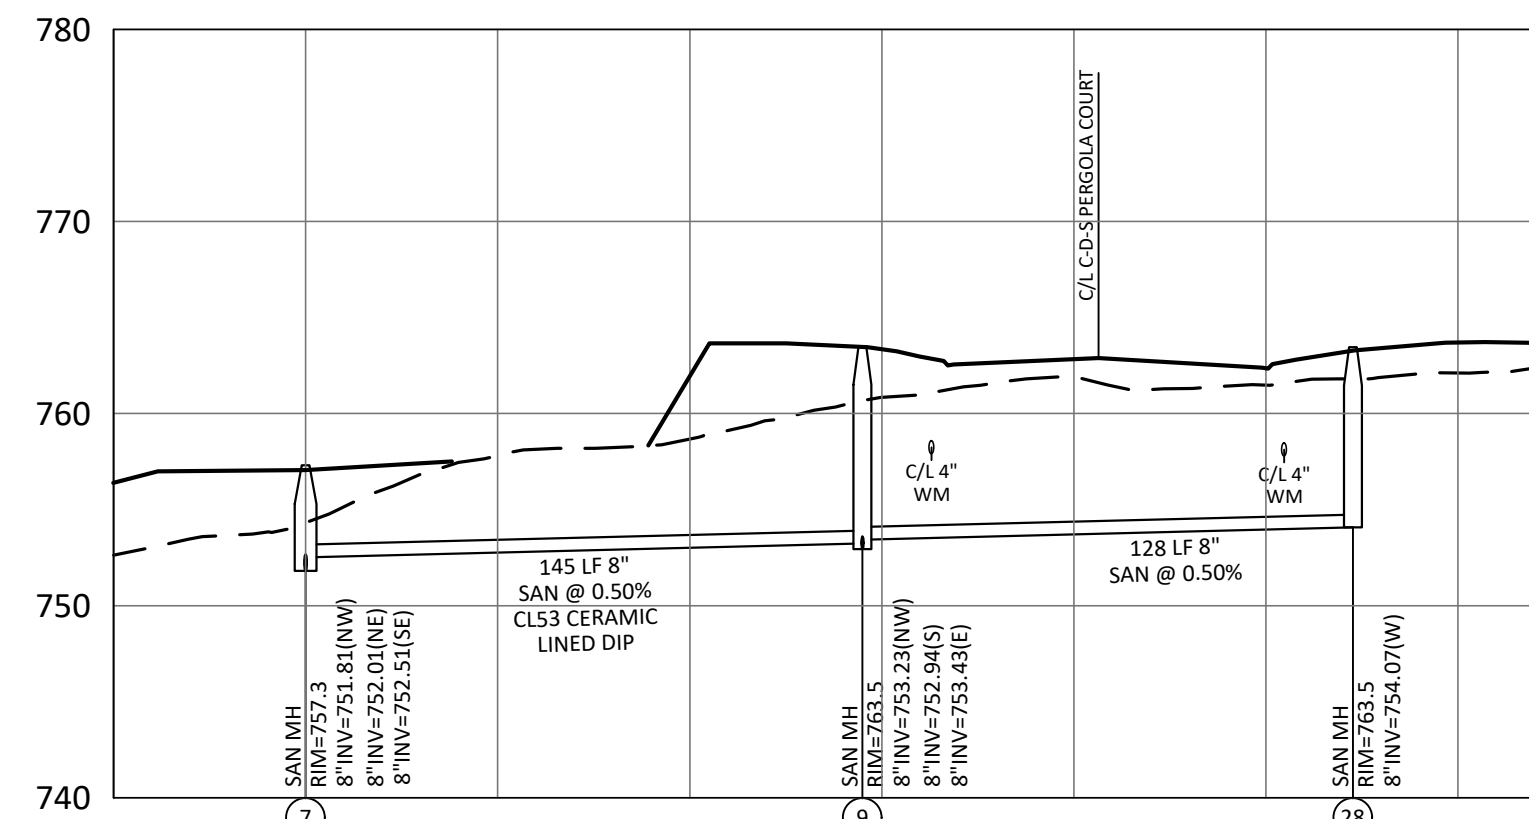 780
770
760
750
740
C/L C-D-S PERGOLA COURT
C/L 4"
WM
C/L 4"
WM
145 LF 8"
SAN @ 0.50%
CL53 CERAMIC
LINED DIP
128 LF 8"
SAN @ 0.50%
SAN MH
RIM=757.3
8"INV=751.81(NW)
8"INV=752.01(NE)
8"INV=752.51(SE)
SAN MH
RIM=763.5
8"INV=753.23(NW)
8"INV=752.94(S)
8"INV=753.43(E)
SAN MH
RIM=763.5
8"INV=754.07(W)
7
9
28